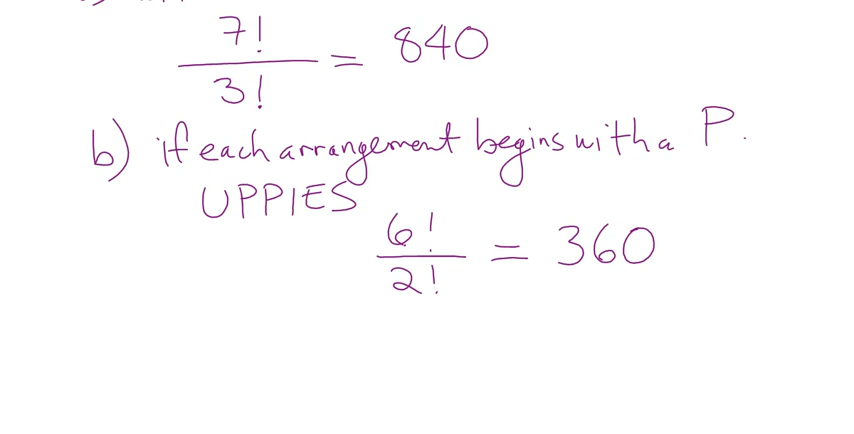 7!
─── = 840
3!
b) if each arrangement begins with a P.
UPPIES
6!
─── = 360
2!